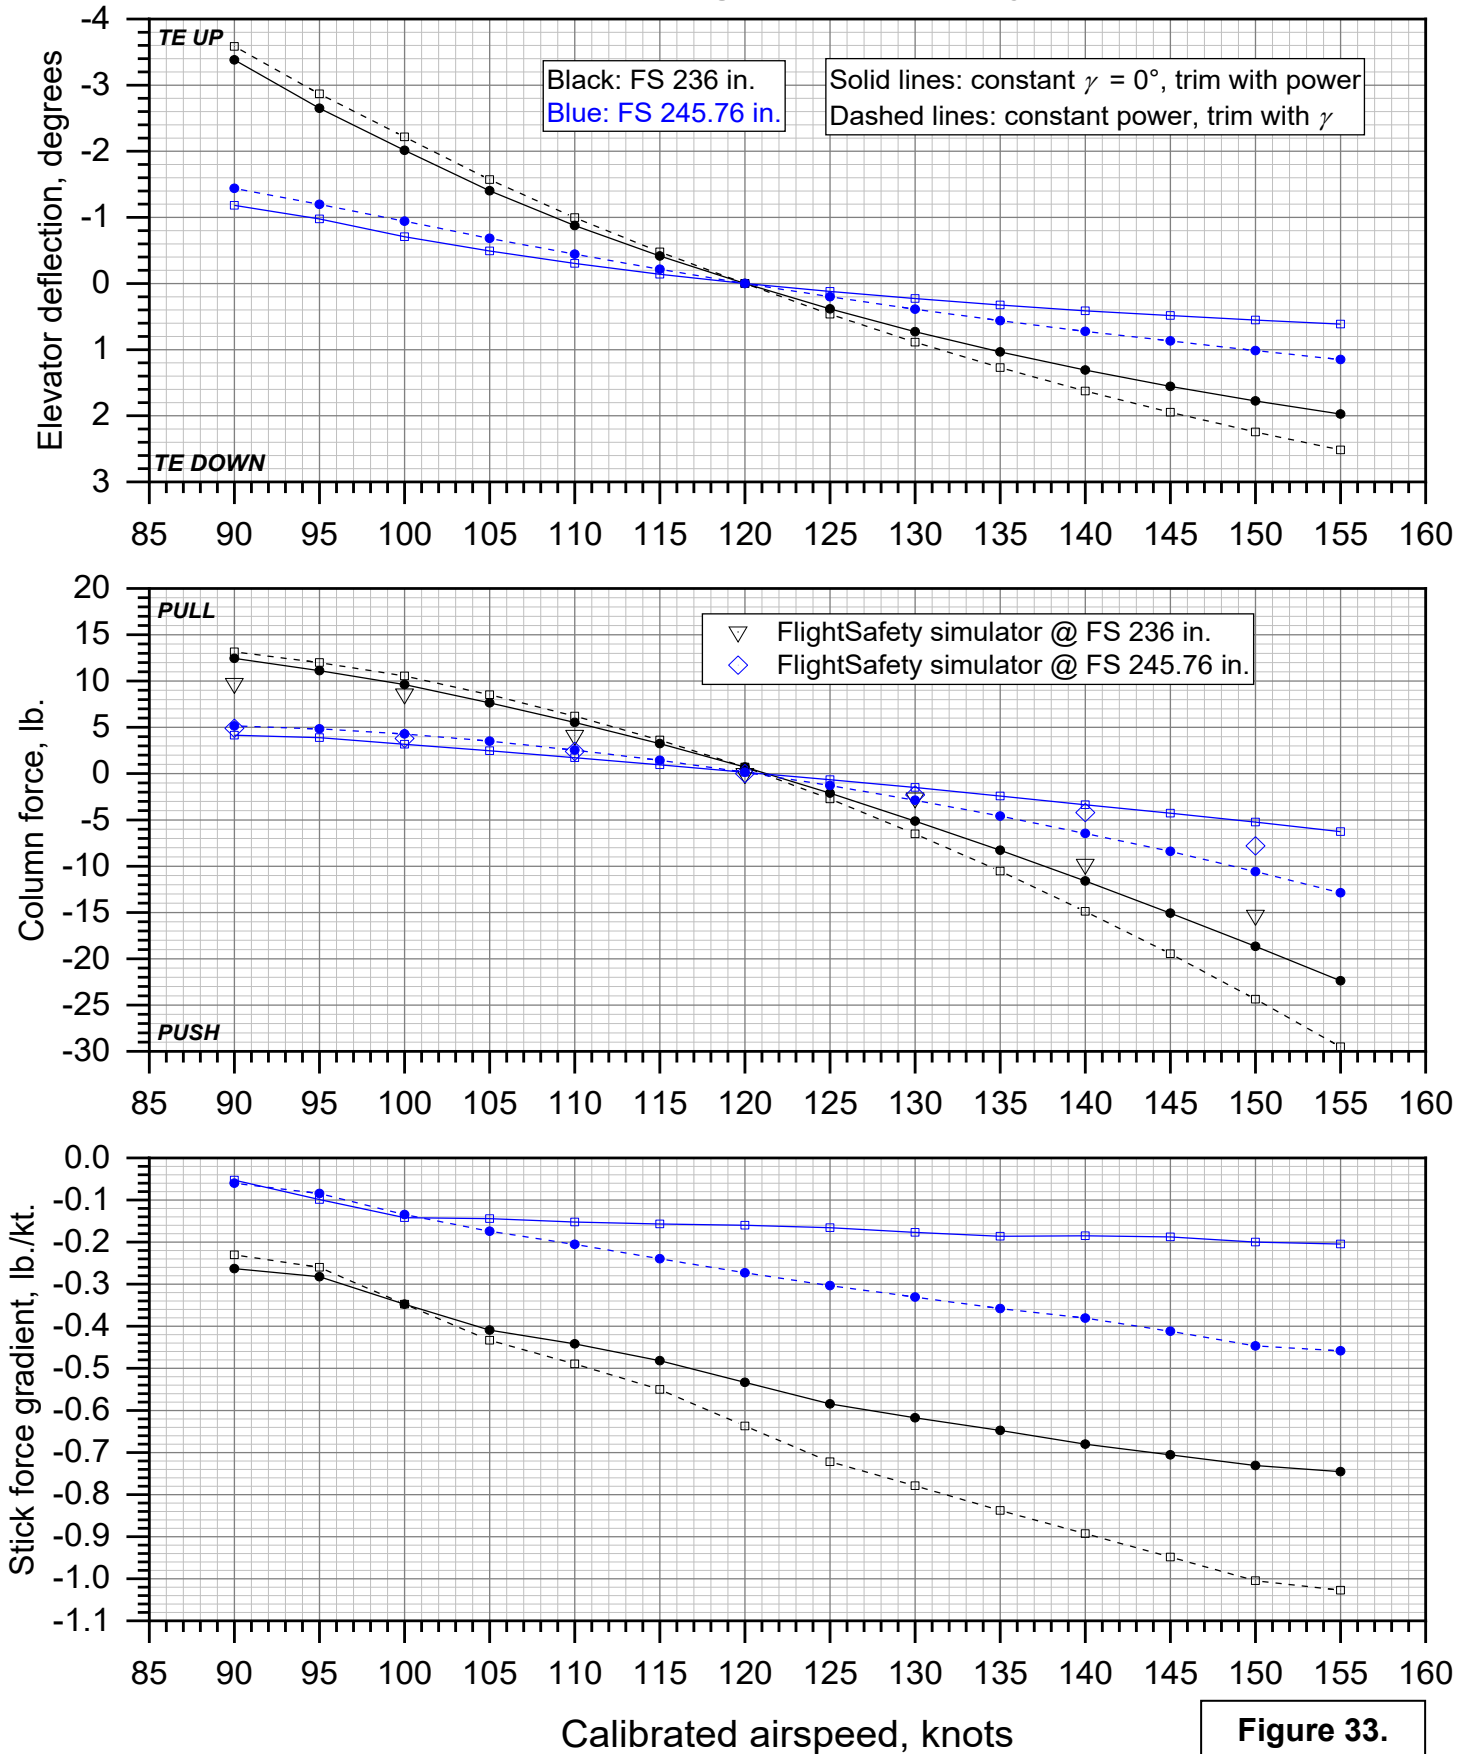 -4
-3
-2
-1
0
1
2
3
Elevator deflection, degrees
TE UP
TE DOWN
Black: FS 236 in.
Blue: FS 245.76 in.
Solid lines: constant γ = 0°, trim with power
Dashed lines: constant power, trim with γ
85 90 95 100 105 110 115 120 125 130 135 140 145 150 155 160
20
15
10
5
0
-5
-10
-15
-20
-25
-30
Column force, lb.
PULL
PUSH
FlightSafety simulator @ FS 236 in.
FlightSafety simulator @ FS 245.76 in.
85 90 95 100 105 110 115 120 125 130 135 140 145 150 155 160
0.0
-0.1
-0.2
-0.3
-0.4
-0.5
-0.6
-0.7
-0.8
-0.9
-1.0
-1.1
Stick force gradient, lb./kt.
85 90 95 100 105 110 115 120 125 130 135 140 145 150 155 160
Calibrated airspeed, knots
Figure 33.